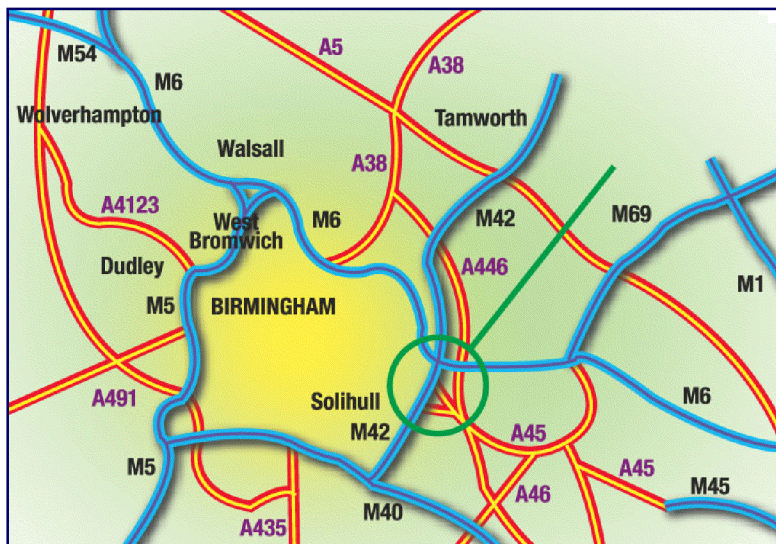 M54
A5
A38
M6
Tamworth
Wolverhampton
Walsall
A38
A4123
West
Bromwich
M6
M42
M69
Dudley
A446
M5
BIRMINGHAM
M1
A491
Solihull
M6
M42
A45
M5
A45
A46
M45
A435
M40